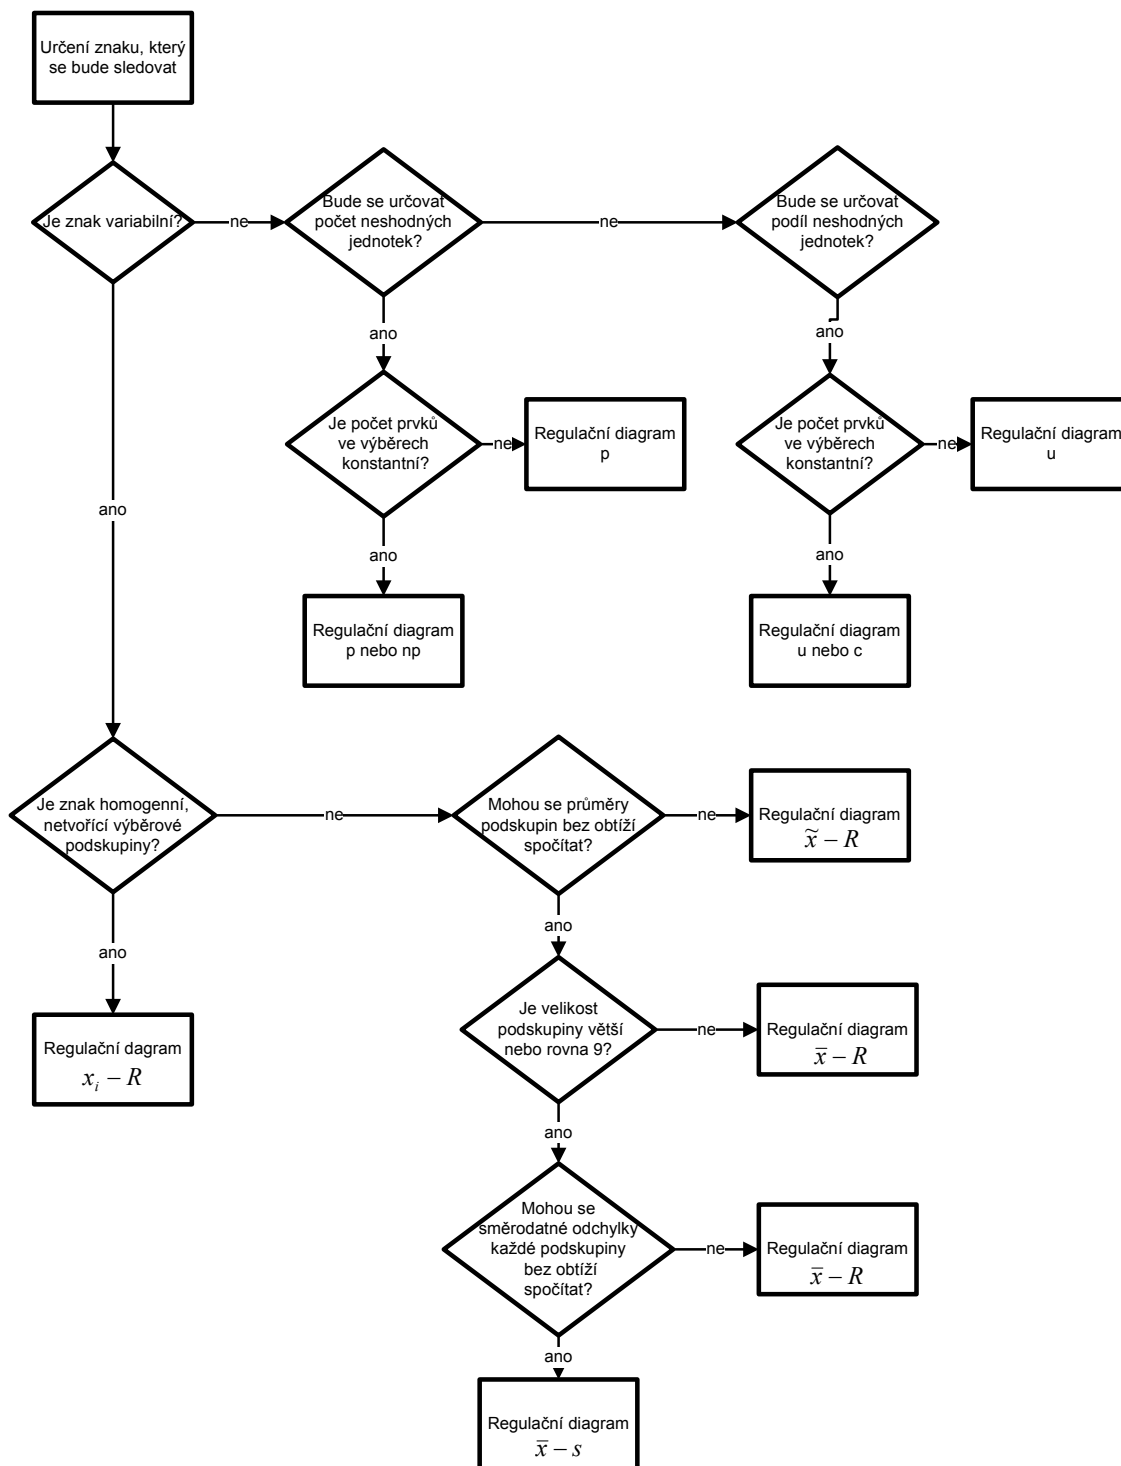 Určení znaku, který
se bude sledovat
Je znak variabilní?
ne
Bude se určovat
počet neshodných
jednotek?
ne
Bude se určovat
podíl neshodných
jednotek?
ano
ano
Je počet prvků
ve výběrech
konstantní?
ne
Regulační diagram
p
Je počet prvků
ve výběrech
konstantní?
ne
Regulační diagram
u
ano
ano
ano
Regulační diagram
p nebo np
Regulační diagram
u nebo c
Je znak homogenní,
netvořící výběrové
podskupiny?
ne
Mohou se průměry
podskupin bez obtíží
spočítat?
ne
Regulační diagram
x̃ – R
ano
ano
Regulační dagram
xᵢ – R
Je velikost
podskupiny větší
nebo rovna 9?
ne
Regulační diagram
x̄ – R
ano
Mohou se
směrodatné odchylky
každé podskupiny
bez obtíží
spočítat?
ne
Regulační diagram
x̄ – R
ano
Regulační diagram
x̄ – s